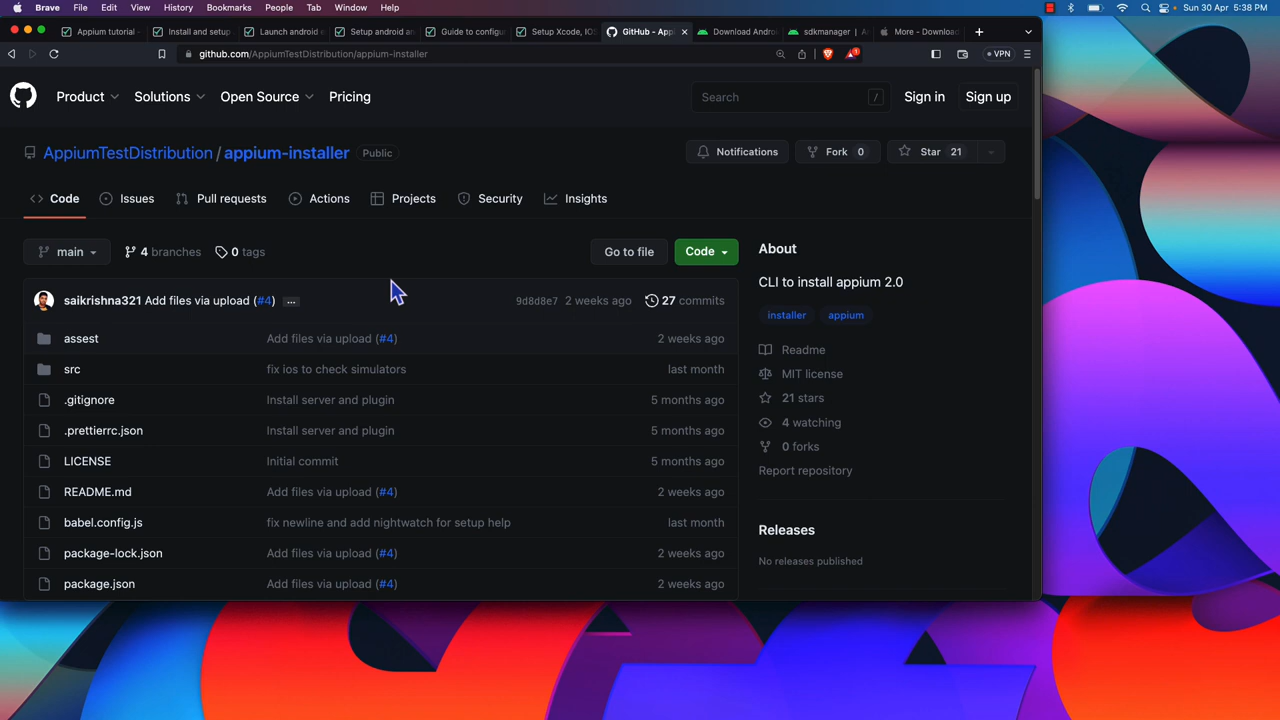 Brave File Edit View History Bookmarks People Tab Window Help Sun 30 Apr 5:38 PM
Appium tutorial - Install and setup Launch android Setup android an Guide to configu Setup Xcode, IOS GitHub - App Download Andro sdkmanager | A More - Download
github.com/AppiumTestDistribution/appium-installer 1 VPN
Product Solutions Open Source Pricing Search / Sign in Sign up
AppiumTestDistribution / appium-installer Public Notifications Fork 0 Star 21
Code Issues Pull requests Actions Projects Security Insights
main 4 branches 0 tags Go to file Code
saikrishna321 Add files via upload (#4) ... 9d8d8e7 2 weeks ago 27 commits
assest Add files via upload (#4) 2 weeks ago
src fix ios to check simulators last month
.gitignore Install server and plugin 5 months ago
.prettierrc.json Install server and plugin 5 months ago
LICENSE Initial commit 5 months ago
README.md Add files via upload (#4) 2 weeks ago
babel.config.js fix newline and add nightwatch for setup help last month
package-lock.json Add files via upload (#4) 2 weeks ago
package.json Add files via upload (#4) 2 weeks ago
About
CLI to install appium 2.0
installer appium
Readme
MIT license
21 stars
4 watching
0 forks
Report repository
Releases
No releases published